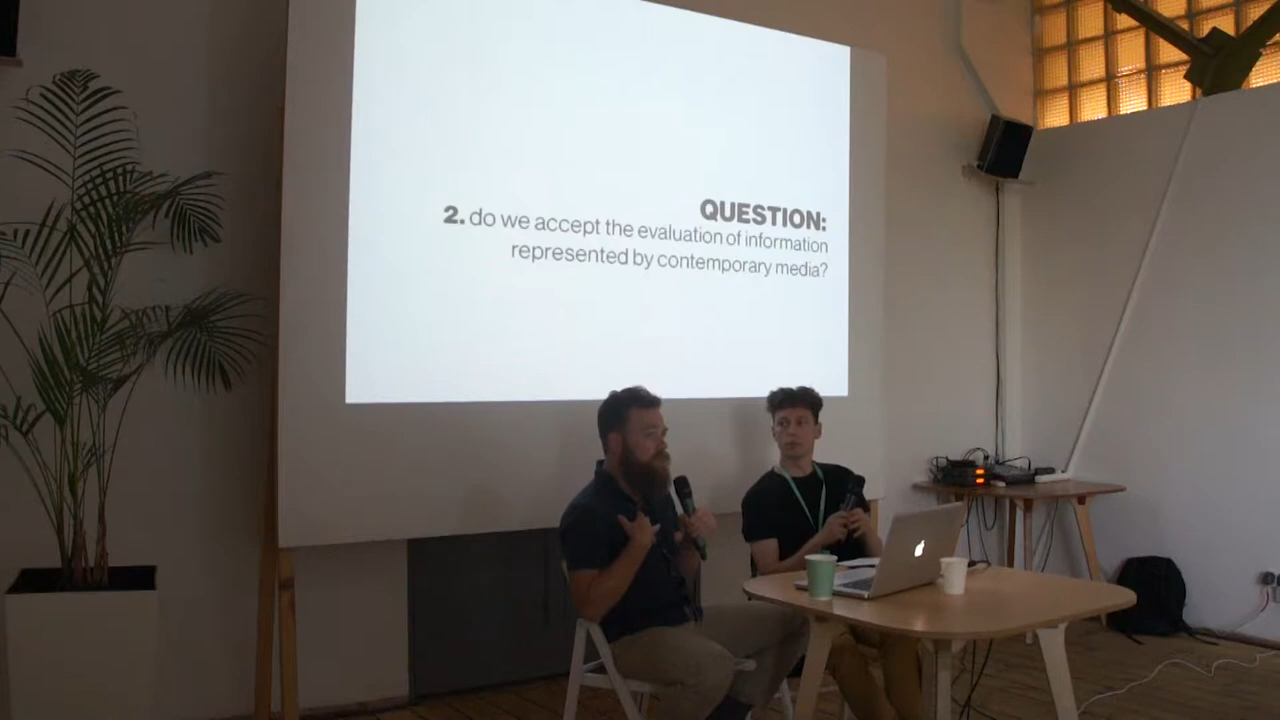 QUESTION:
2. do we accept the evaluation of information
represented by contemporary media?